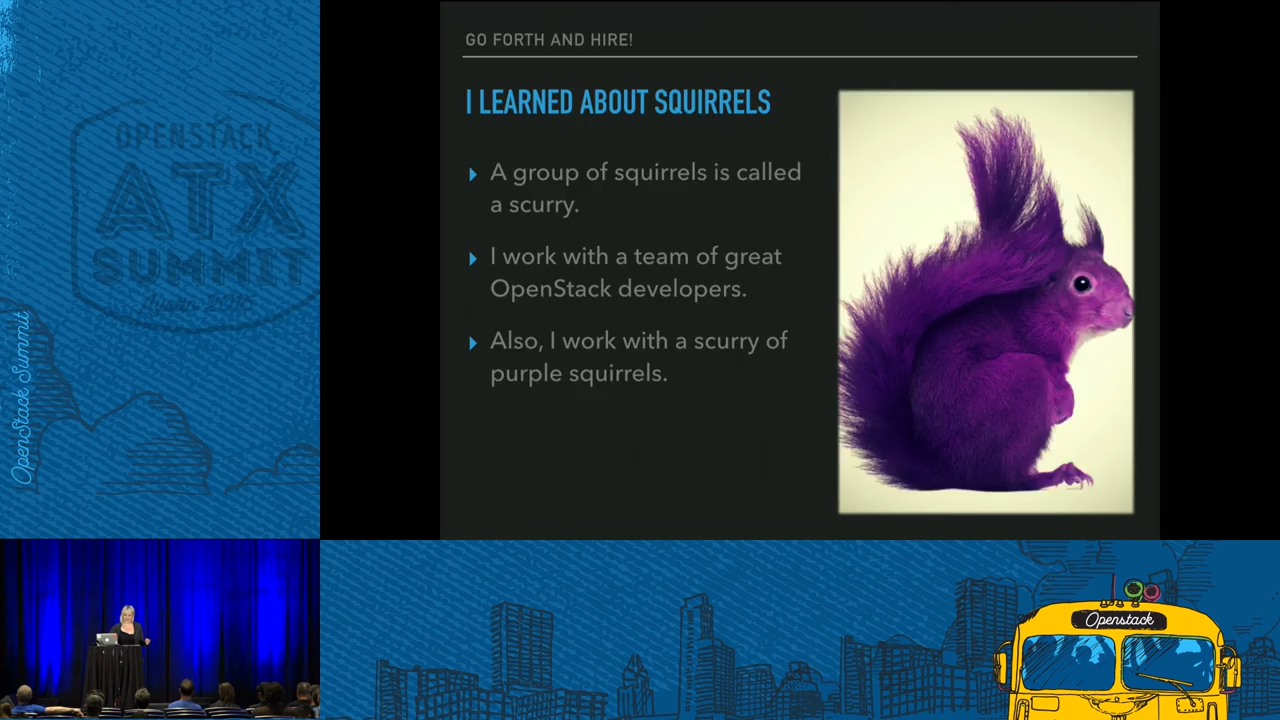 GO FORTH AND HIRE!
I LEARNED ABOUT SQUIRRELS
A group of squirrels is called
a scurry.
I work with a team of great
OpenStack developers.
Also, I work with a scurry of
purple squirrels.
OPENSTACK
ATX
SUMMIT
OpenStack Summit
Openstack